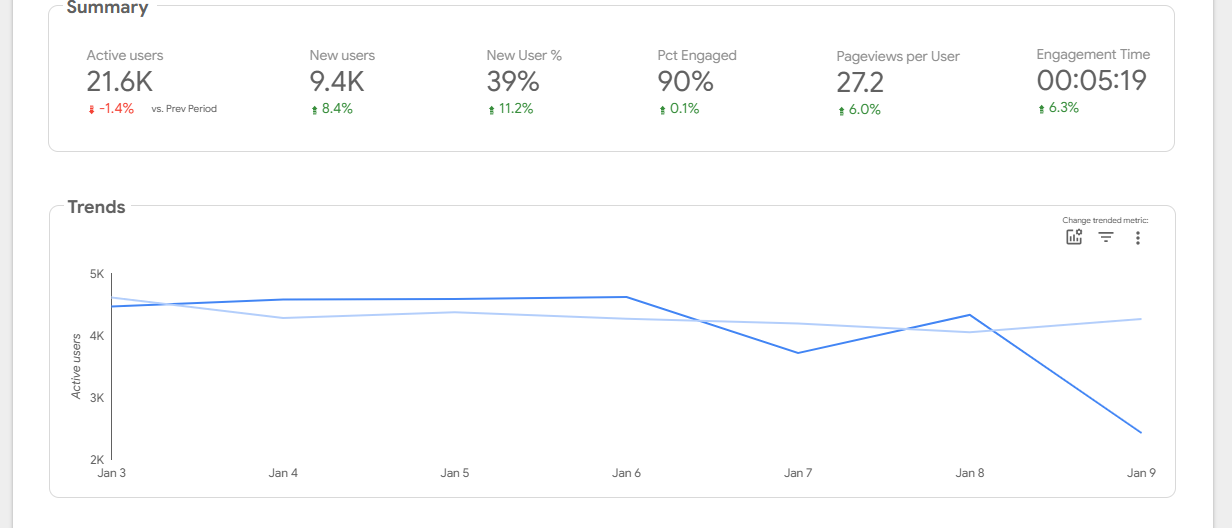 Summary
Active users New users New User % Pct Engaged Pageviews per User Engagement Time
21.6K 9.4K 39% 90% 27.2 00:05:19
-1.4% vs. Prev Period 8.4% 11.2% 0.1% 6.0% 6.3%
Trends
Change trended metric:
5K
4K
3K
2K
Active users
Jan 3 Jan 4 Jan 5 Jan 6 Jan 7 Jan 8 Jan 9